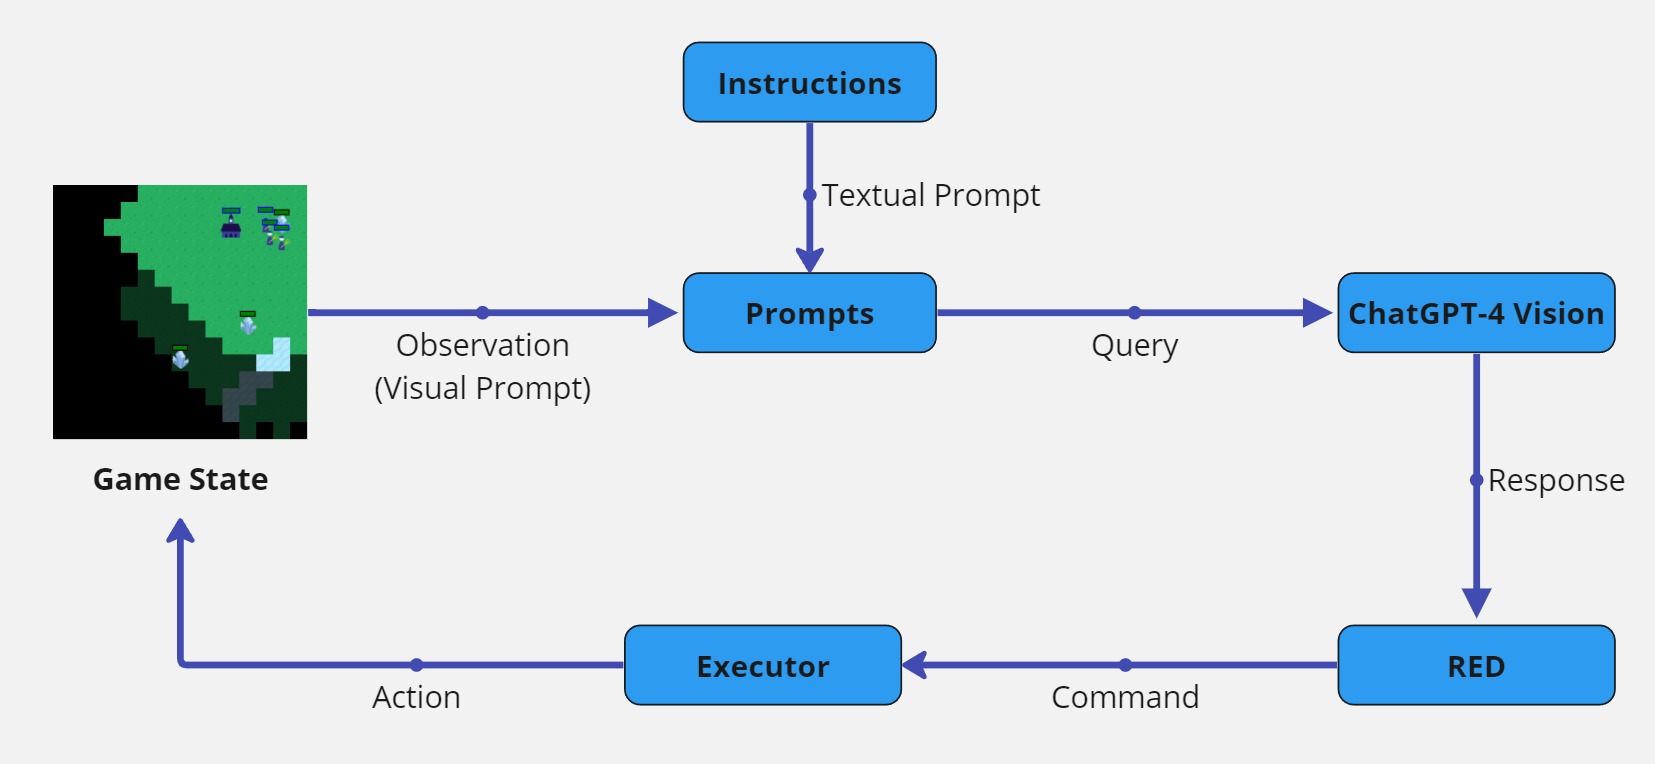 Instructions
Textual Prompt
Prompts
ChatGPT-4 Vision
Observation
(Visual Prompt)
Query
Game State
Response
Executor
RED
Action
Command